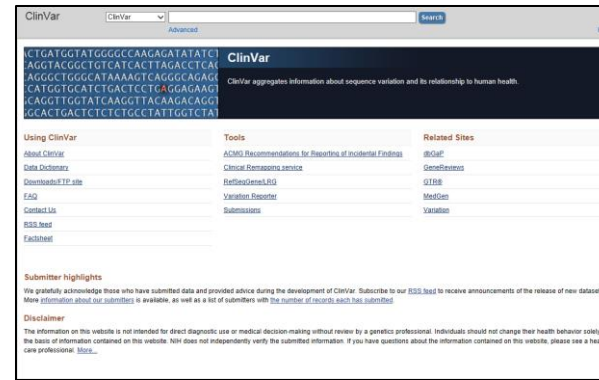 ClinVar
ClinVar
Search
Advanced
ACTGATGGTATGGGGCCAAGAGATATATCT
CAGGTACGGCTGTCATCACTTAGACCTCAC
CAGGGCTGGGCATAAAAGTCAGGGCAGAGC
CCATGGTGCATCTGACTCCTGAGGAGAAGT
GCAGGTTGGTATCAAGGTTACAAGACAGGT
GGCACTGACTCTCTCTGCCTATTGGTCTAT
ClinVar
ClinVar aggregates information about sequence variation and its relationship to human health.
Using ClinVar
About ClinVar
Data Dictionary
Downloads/FTP site
FAQ
Contact Us
RSS feed
Factsheet
Tools
ACMG Recommendations for Reporting of Incidental Findings
Clinical Remapping service
RefSeqGene/LRG
Variation Reporter
Submissions
Related Sites
dbGaP
GeneReviews
GTR®
MedGen
Variation
Submitter highlights
We gratefully acknowledge those who have submitted data and provided advice during the development of ClinVar. Subscribe to our RSS feed to receive announcements of the release of new dataset
More information about our submitters is available, as well as a list of submitters with the number of records each has submitted.
Disclaimer
The information on this website is not intended for direct diagnostic use or medical decision-making without review by a genetics professional. Individuals should not change their health behavior solely
the basis of information contained on this website. NIH does not independently verify the submitted information. If you have questions about the information contained on this website, please see a hea
care professional. More...